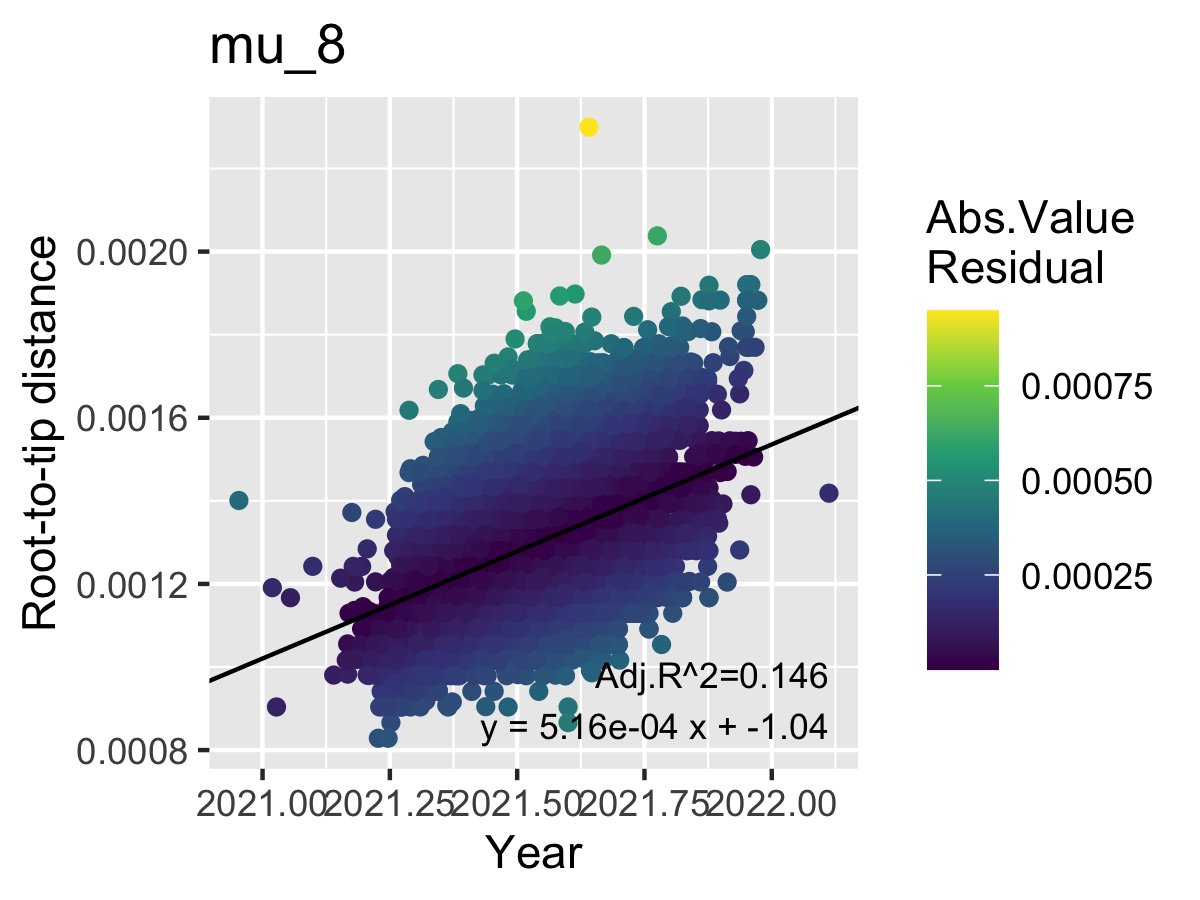 mu_8
Root-to-tip distance
0.0020
0.0016
0.0012
0.0008
Adj.R^2=0.146
y = 5.16e-04 x + -1.04
2021.00 2021.25 2021.50 2021.75 2022.00
Year
Abs.Value
Residual
0.00075
0.00050
0.00025